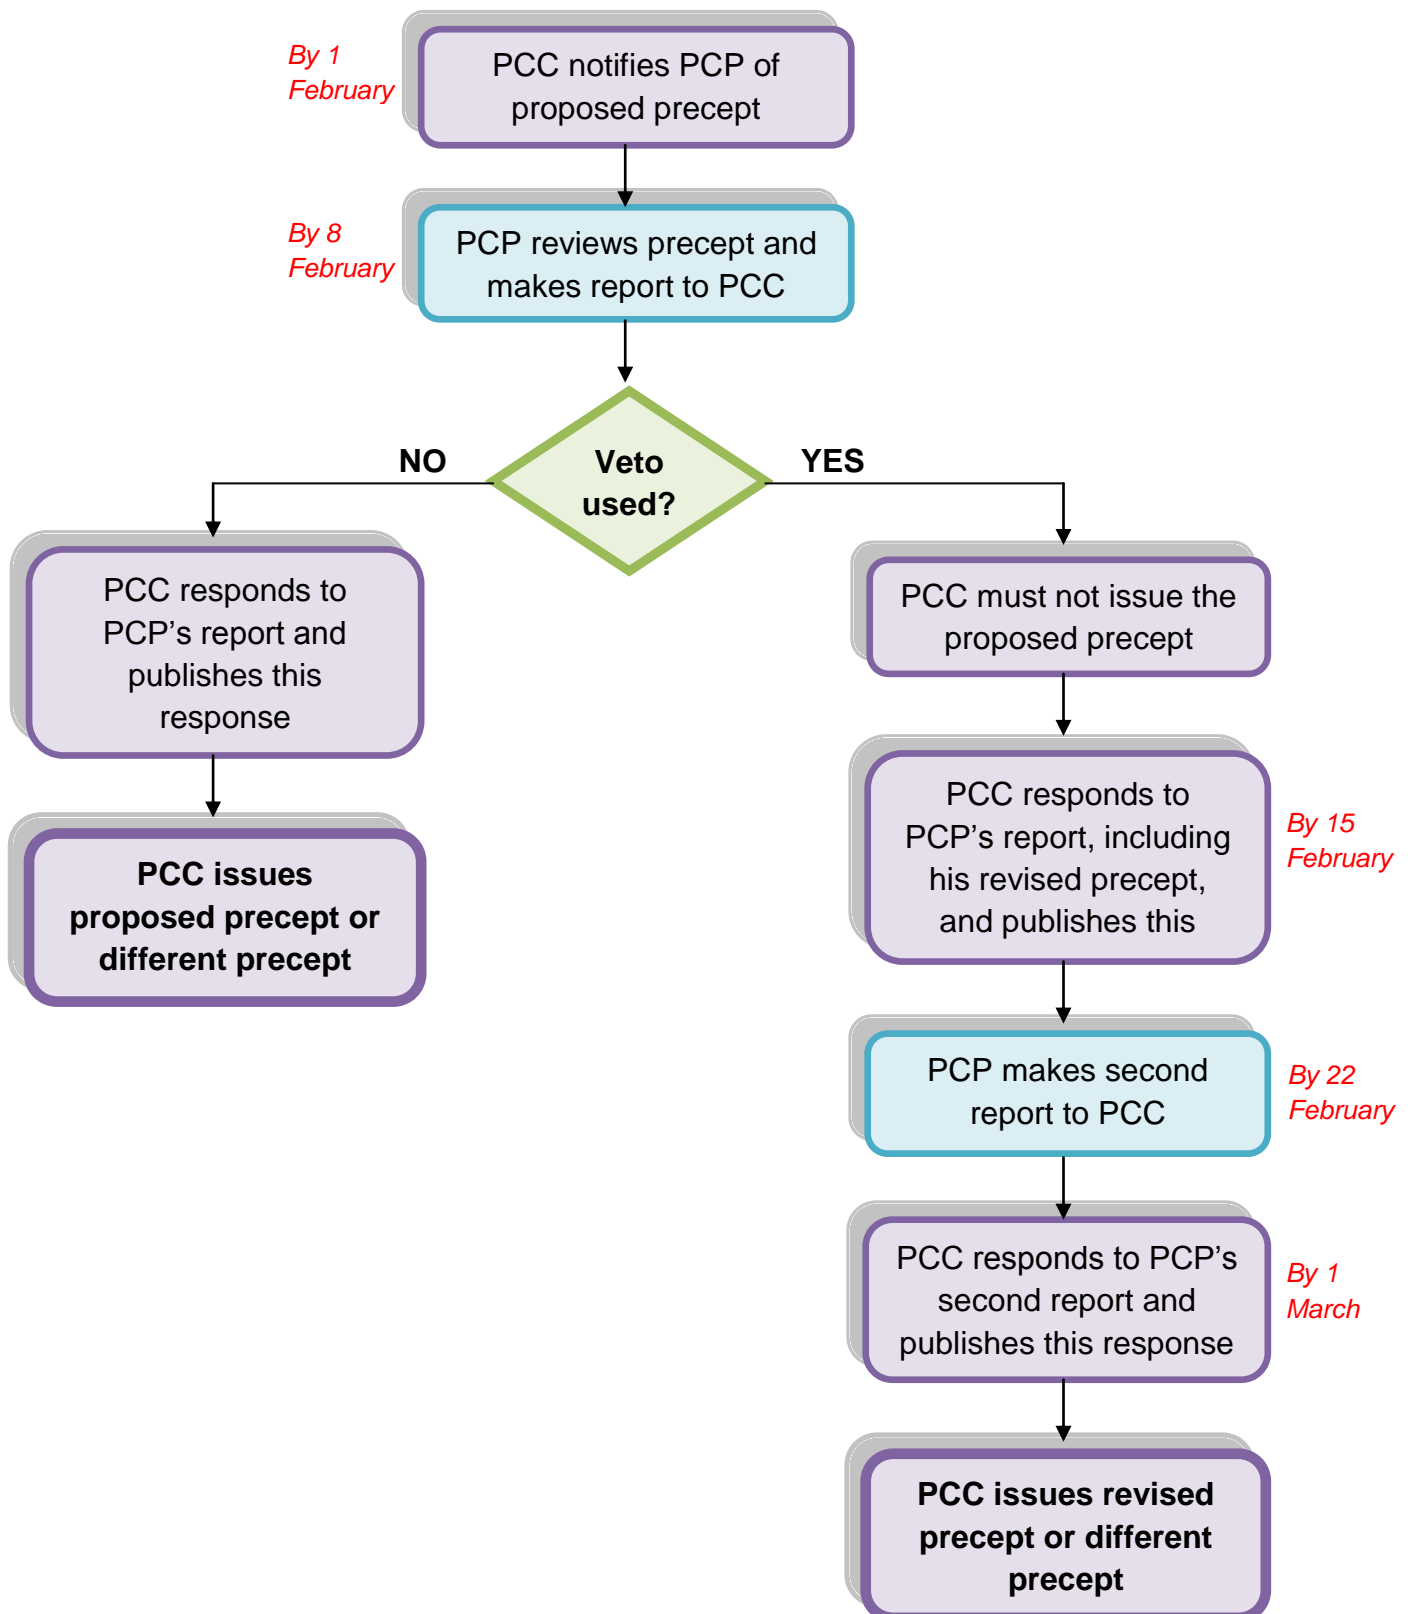 By 1
February
PCC notifies PCP of
proposed precept
By 8
February
PCP reviews precept and
makes report to PCC
NO
Veto
used?
YES
PCC responds to
PCP’s report and
publishes this
response
PCC issues
proposed precept or
different precept
PCC must not issue the
proposed precept
PCC responds to
PCP’s report, including
his revised precept,
and publishes this
By 15
February
PCP makes second
report to PCC
By 22
February
PCC responds to PCP’s
second report and
publishes this response
By 1
March
PCC issues revised
precept or different
precept